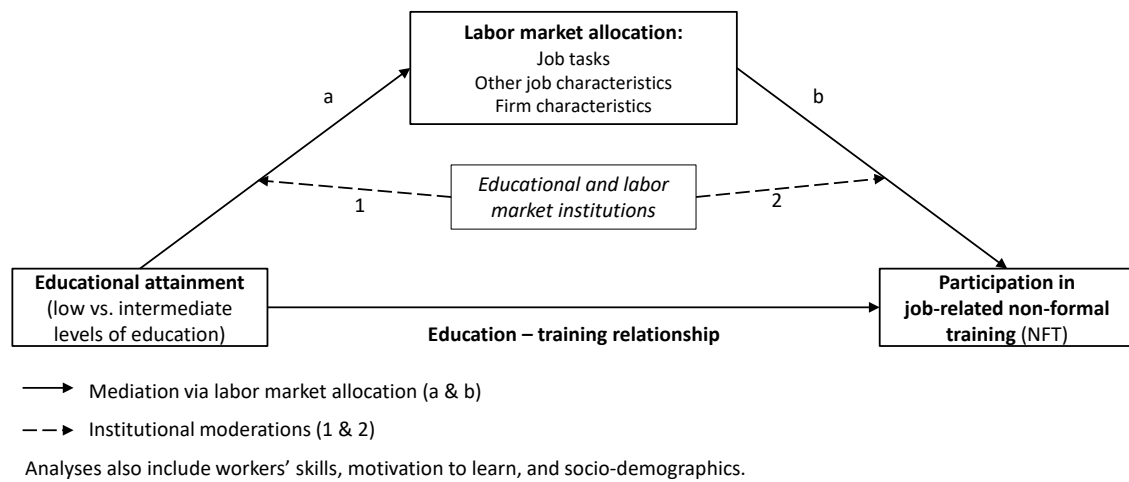 Labor market allocation:
Job tasks
Other job characteristics
Firm characteristics
a
b
Educational and labor
market institutions
1
2
Educational attainment
(low vs. intermediate
levels of education)
Participation in
job-related non-formal
training (NFT)
Education – training relationship
Mediation via labor market allocation (a & b)
Institutional moderations (1 & 2)
Analyses also include workers’ skills, motivation to learn, and socio-demographics.